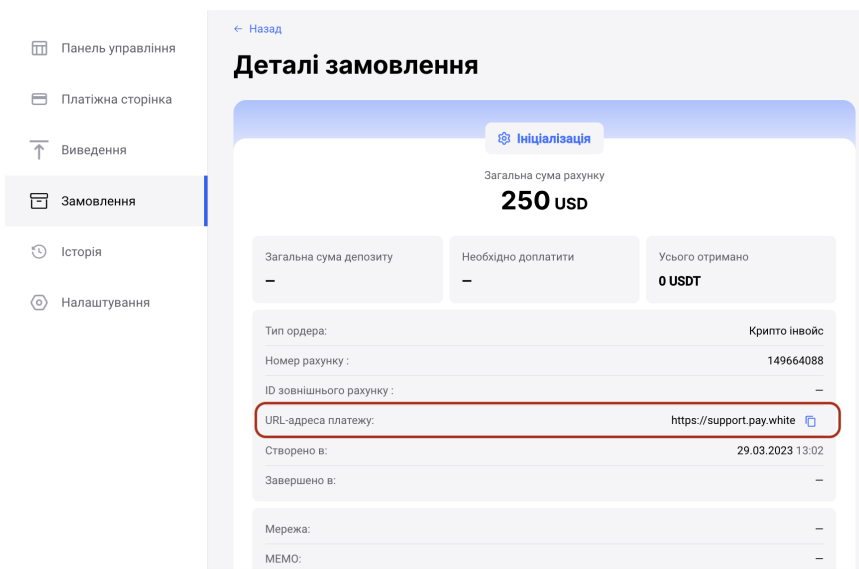 ← Назад
Панель управління
Деталі замовлення
Платіжна сторінка
Ініціалізація
Виведення
Загальна сума рахунку
250 USD
Замовлення
Історія
Загальна сума депозиту
Необхідно доплатити
Усього отримано
–
–
0 USDT
Налаштування
Тип ордера: Крипто інвойс
Номер рахунку : 149664088
ID зовнішнього рахунку : –
URL-адреса платежу: https://support.pay.white
Створено в: 29.03.2023 13:02
Завершено в: –
Мережа: –
MEMO: –